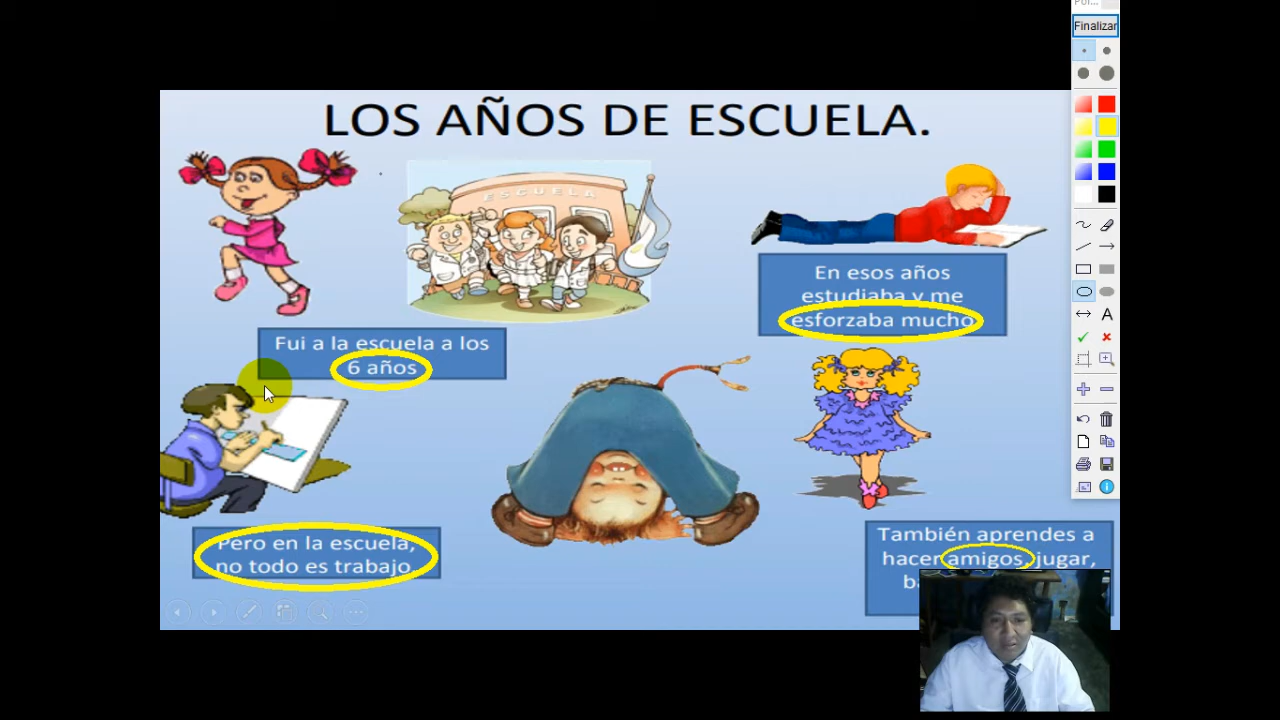 Finalizar
LOS AÑOS DE ESCUELA.
ESCUELA
En esos años
estudiaba y me
esforzaba mucho
Fui a la escuela a los
6 años
Pero en la escuela,
no todo es trabajo
También aprendes a
hacer amigos, jugar,